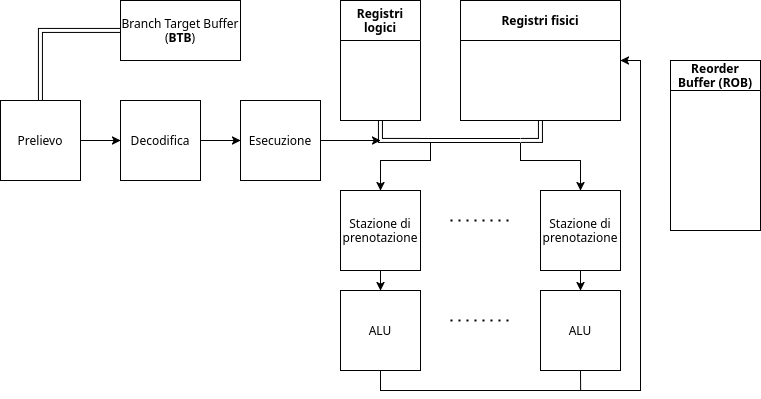 Branch Target Buffer
(BTB)
Registri
logici
Registri fisici
Reorder
Buffer (ROB)
Prelievo
Decodifica
Esecuzione
Stazione di
prenotazione
........
Stazione di
prenotazione
ALU
........
ALU